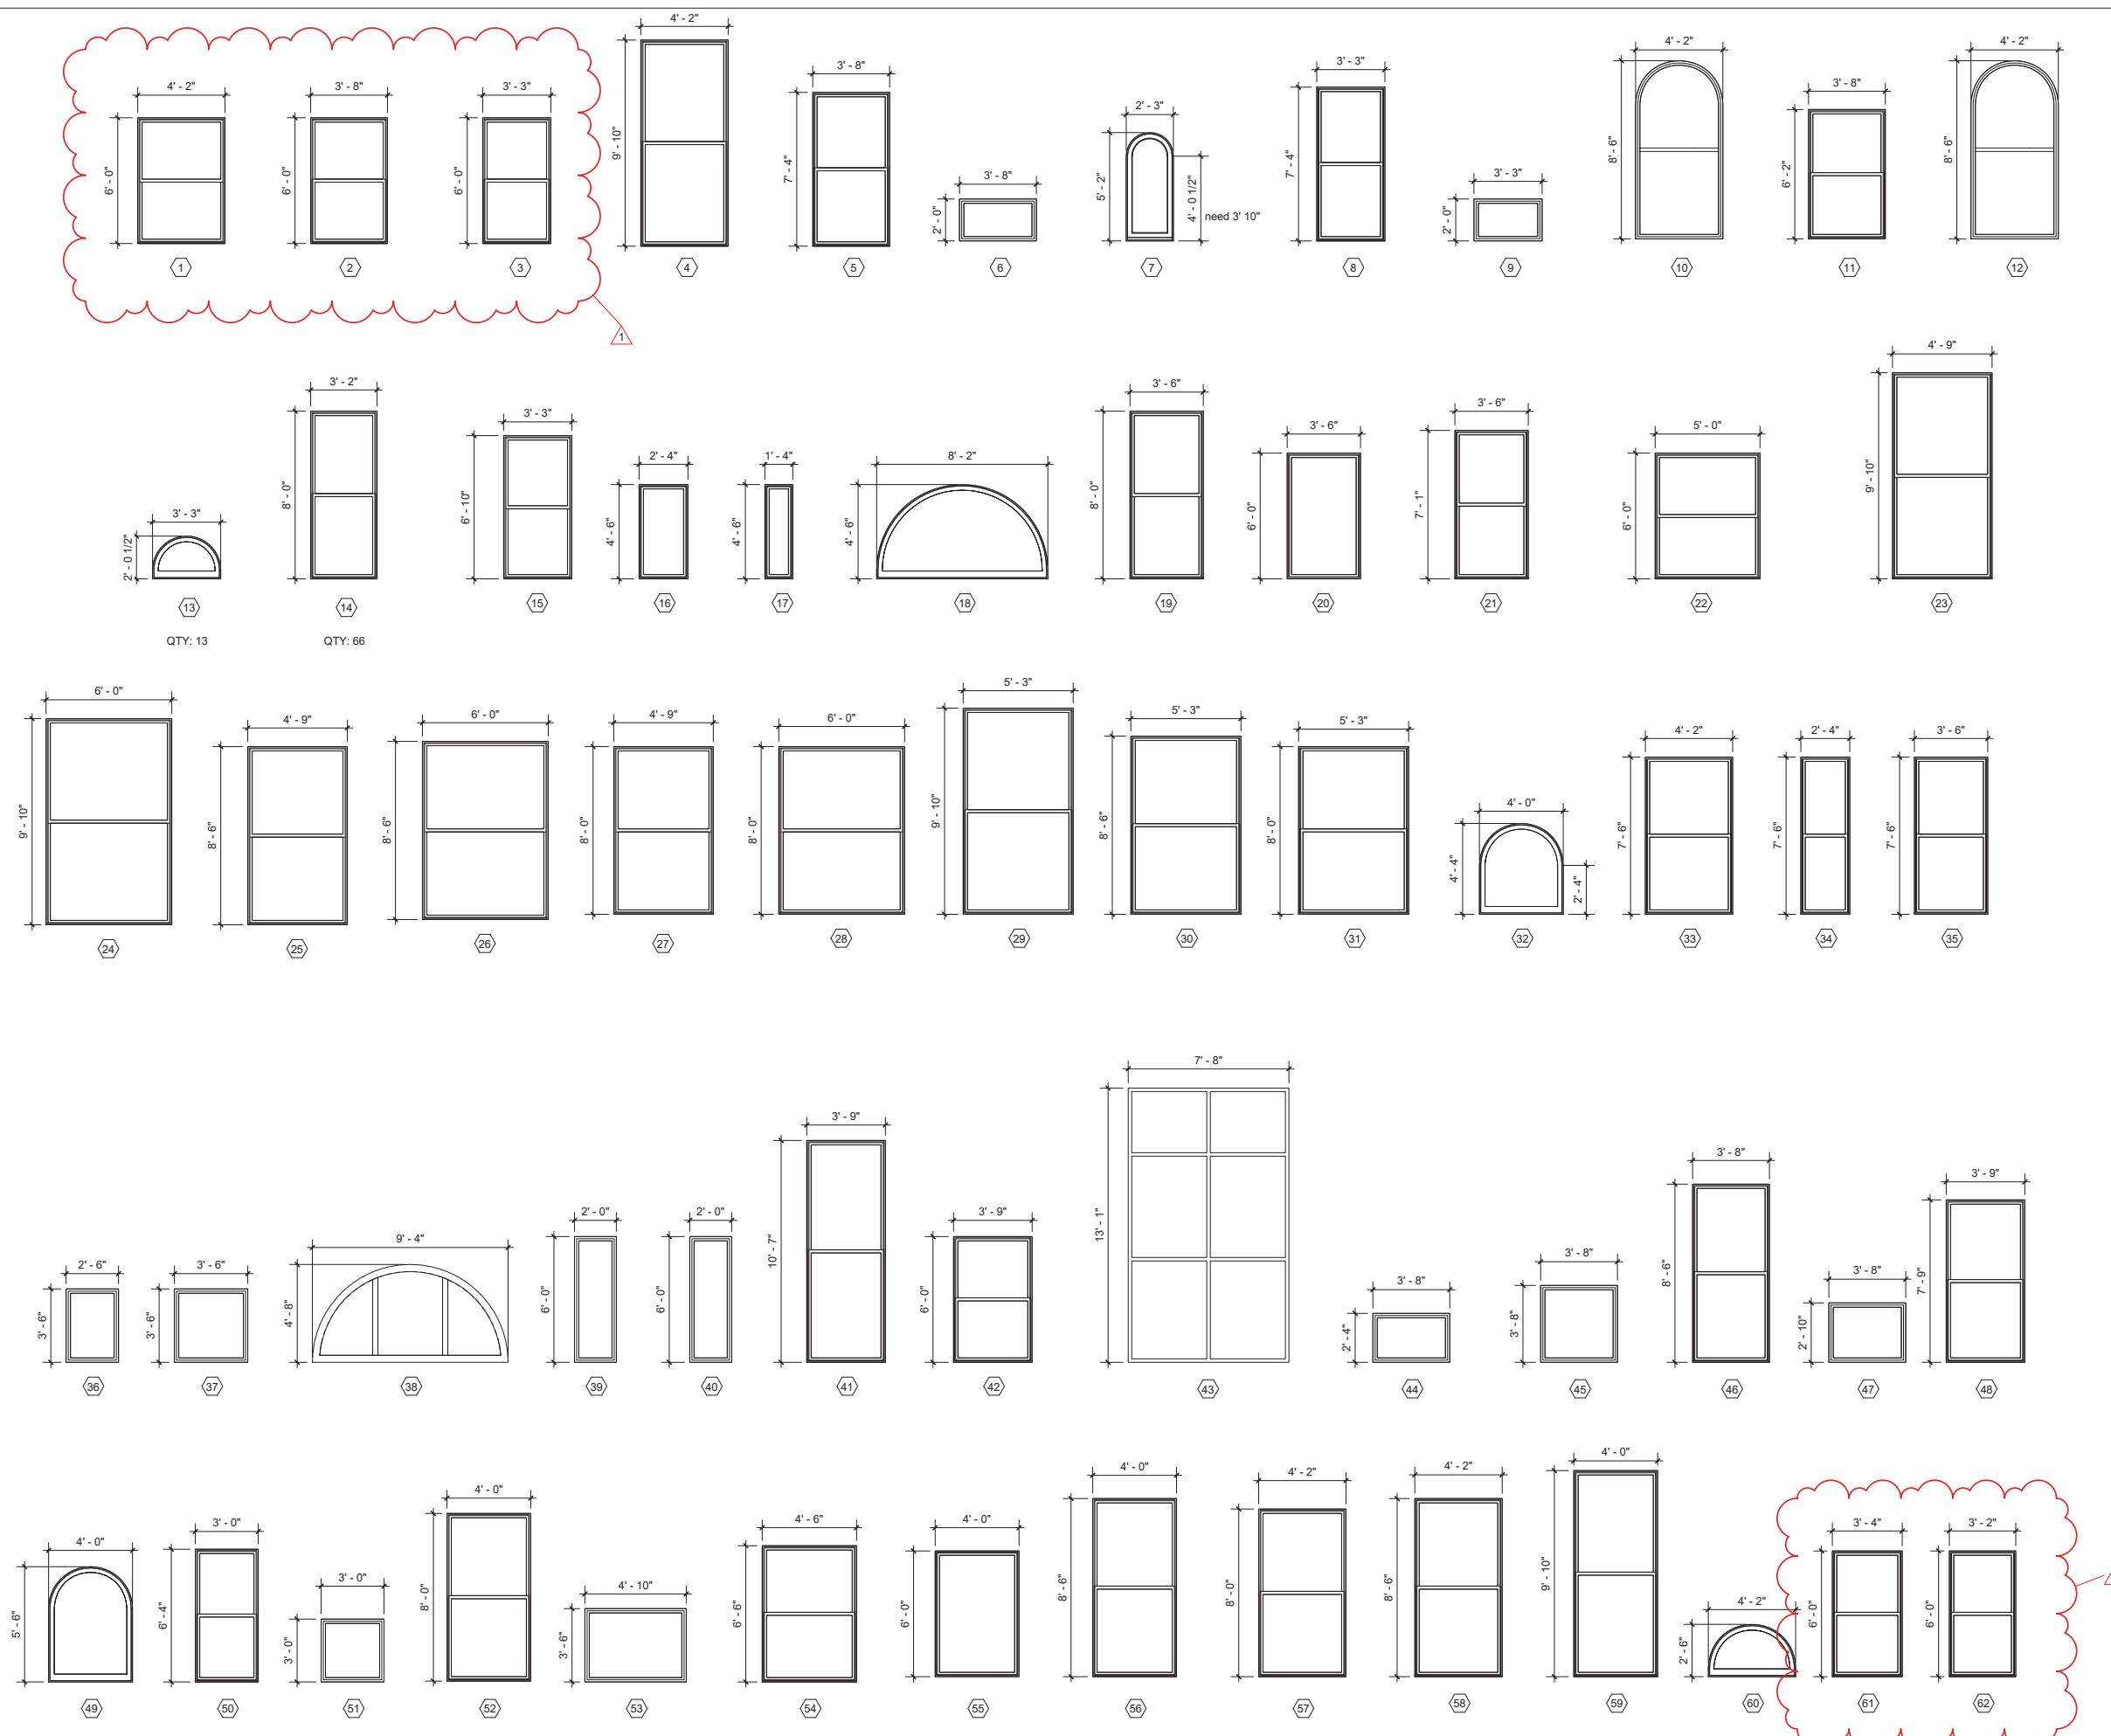 4' - 2"
6' - 0"
1
3' - 8"
6' - 0"
2
3' - 3"
6' - 0"
3
1
4' - 2"
9' - 10"
4
3' - 8"
7' - 4"
5
3' - 8"
2' - 0"
6
2' - 3"
5' - 2"
4' - 0 1/2"
need 3' 10"
7
3' - 3"
7' - 4"
8
3' - 3"
2' - 0"
9
4' - 2"
8' - 6"
10
3' - 8"
6' - 2"
11
4' - 2"
8' - 6"
12
3' - 3"
2' - 0 1/2"
13
QTY: 13
3' - 2"
8' - 0"
14
QTY: 66
3' - 3"
6' - 10"
15
2' - 4"
4' - 6"
16
1' - 4"
4' - 6"
17
8' - 2"
4' - 6"
18
3' - 6"
8' - 0"
19
3' - 6"
6' - 0"
20
3' - 6"
7' - 1"
21
5' - 0"
6' - 0"
22
4' - 9"
9' - 10"
23
6' - 0"
9' - 10"
24
4' - 9"
8' - 6"
25
6' - 0"
8' - 6"
26
4' - 9"
8' - 0"
27
6' - 0"
8' - 0"
28
5' - 3"
9' - 10"
29
5' - 3"
8' - 6"
30
5' - 3"
8' - 0"
31
4' - 0"
4' - 4"
2' - 4"
32
4' - 2"
7' - 6"
33
2' - 4"
7' - 6"
34
3' - 6"
7' - 6"
35
2' - 6"
3' - 6"
36
3' - 6"
3' - 6"
37
9' - 4"
4' - 8"
38
2' - 0"
6' - 0"
39
2' - 0"
6' - 0"
40
3' - 9"
10' - 7"
41
3' - 9"
6' - 0"
42
7' - 8"
13' - 1"
43
3' - 8"
2' - 4"
44
3' - 8"
3' - 8"
45
3' - 8"
8' - 6"
46
3' - 8"
2' - 10"
47
3' - 9"
7' - 9"
48
4' - 0"
5' - 6"
49
3' - 0"
6' - 4"
50
3' - 0"
3' - 0"
51
4' - 0"
8' - 0"
52
4' - 10"
3' - 6"
53
4' - 6"
6' - 6"
54
4' - 0"
6' - 0"
55
4' - 0"
8' - 6"
56
4' - 2"
8' - 0"
57
4' - 2"
8' - 6"
58
4' - 0"
9' - 10"
59
4' - 2"
2' - 6"
60
3' - 4"
6' - 0"
61
3' - 2"
6' - 0"
62